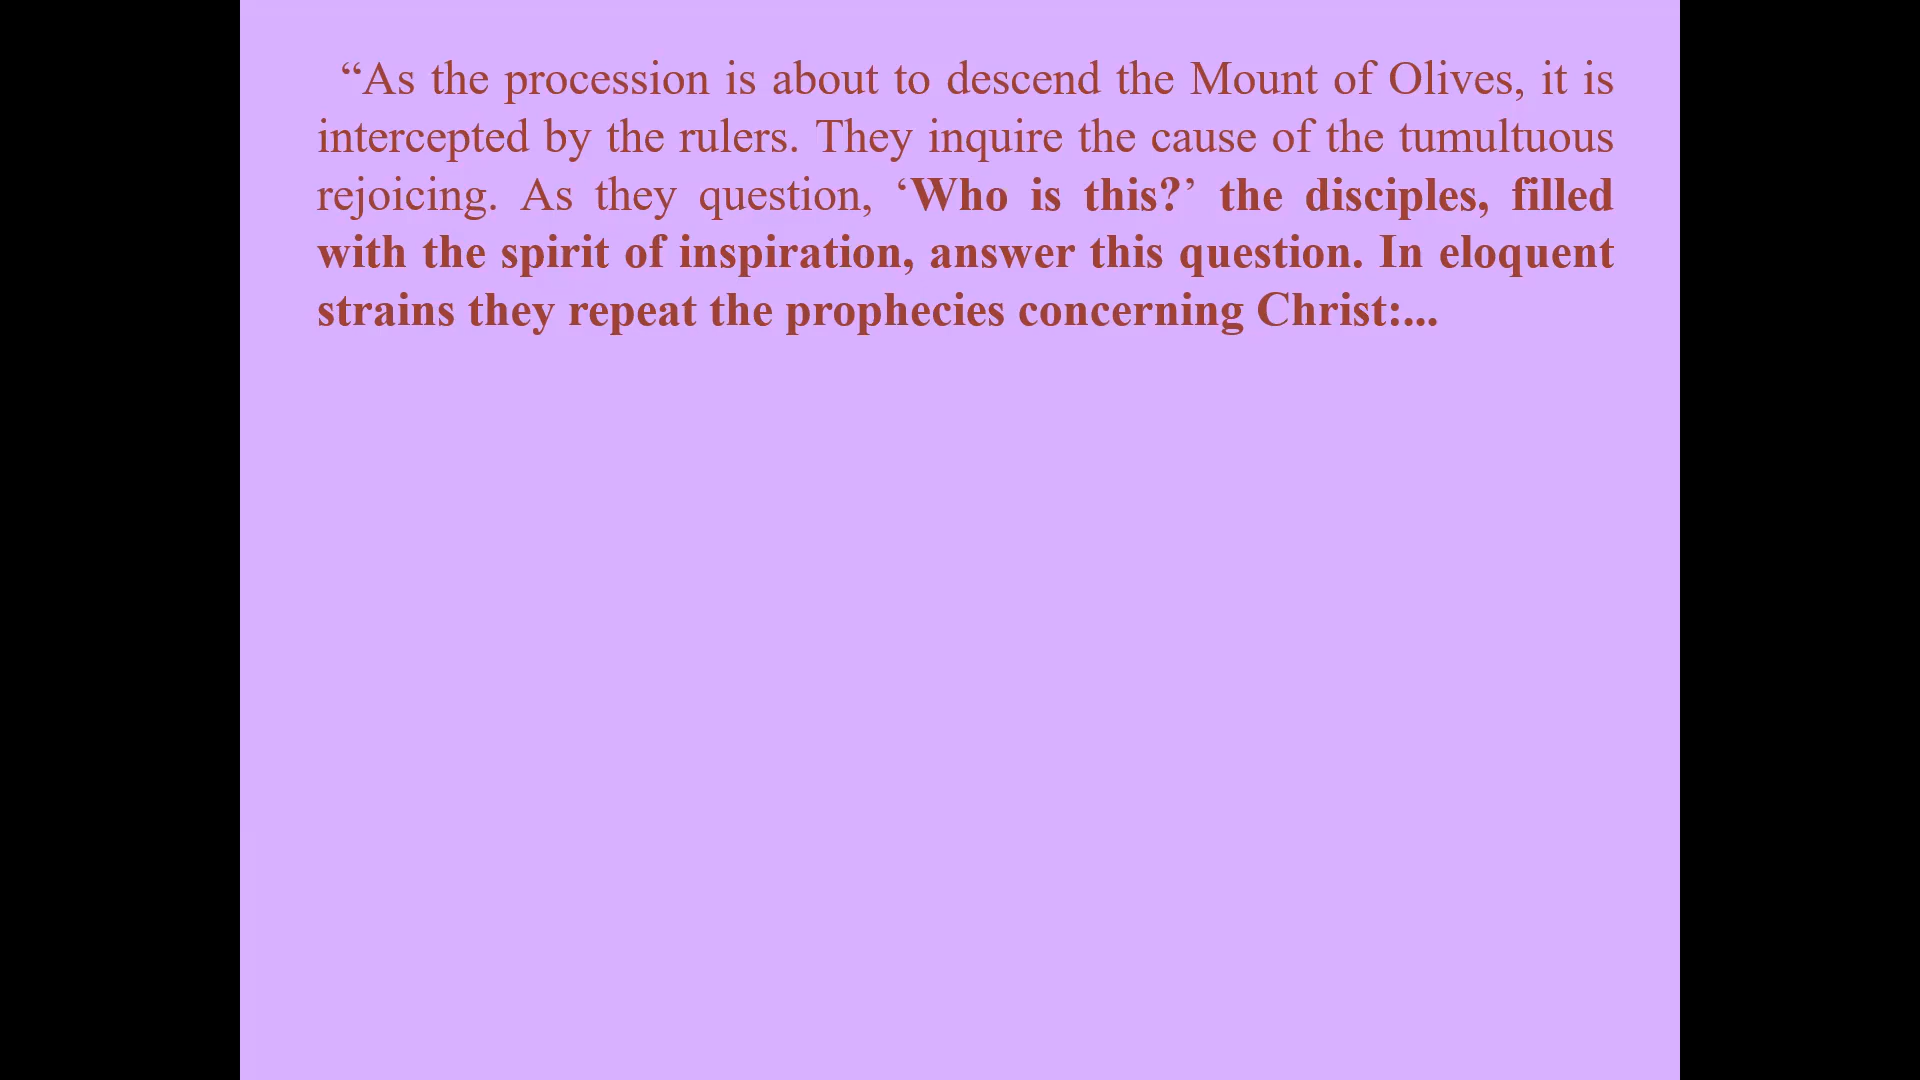 “As the procession is about to descend the Mount of Olives, it is
intercepted by the rulers. They inquire the cause of the tumultuous
rejoicing. As they question, ‘Who is this?’ the disciples, filled
with the spirit of inspiration, answer this question. In eloquent
strains they repeat the prophecies concerning Christ:...